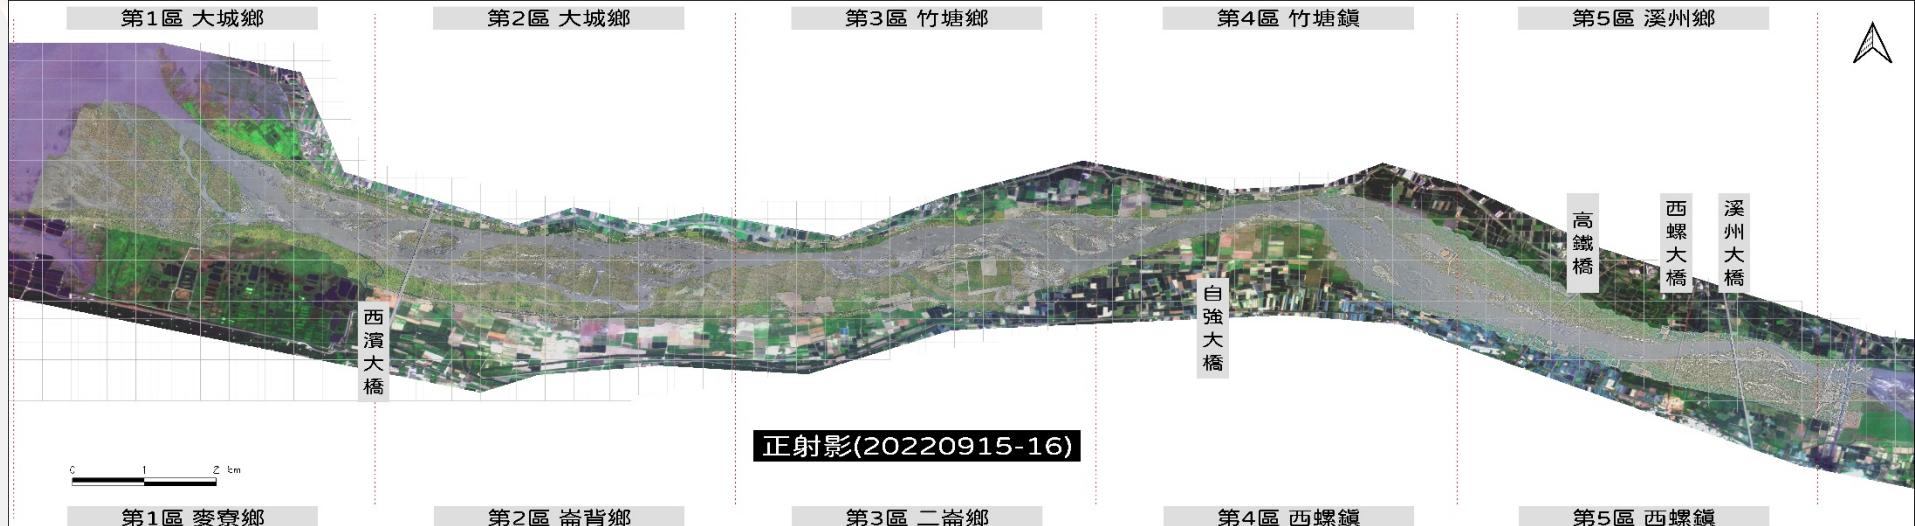 第1區 大城鄉
第2區 大城鄉
第3區 竹塘鄉
第4區 竹塘鎮
第5區 溪州鄉
高鐵橋
西螺大橋
溪州大橋
自強大橋
西濱大橋
正射影(20220915-16)
0 1 2 km
第1區 麥寮鄉
第2區 崙背鄉
第3區 二崙鄉
第4區 西螺鎮
第5區 西螺鎮